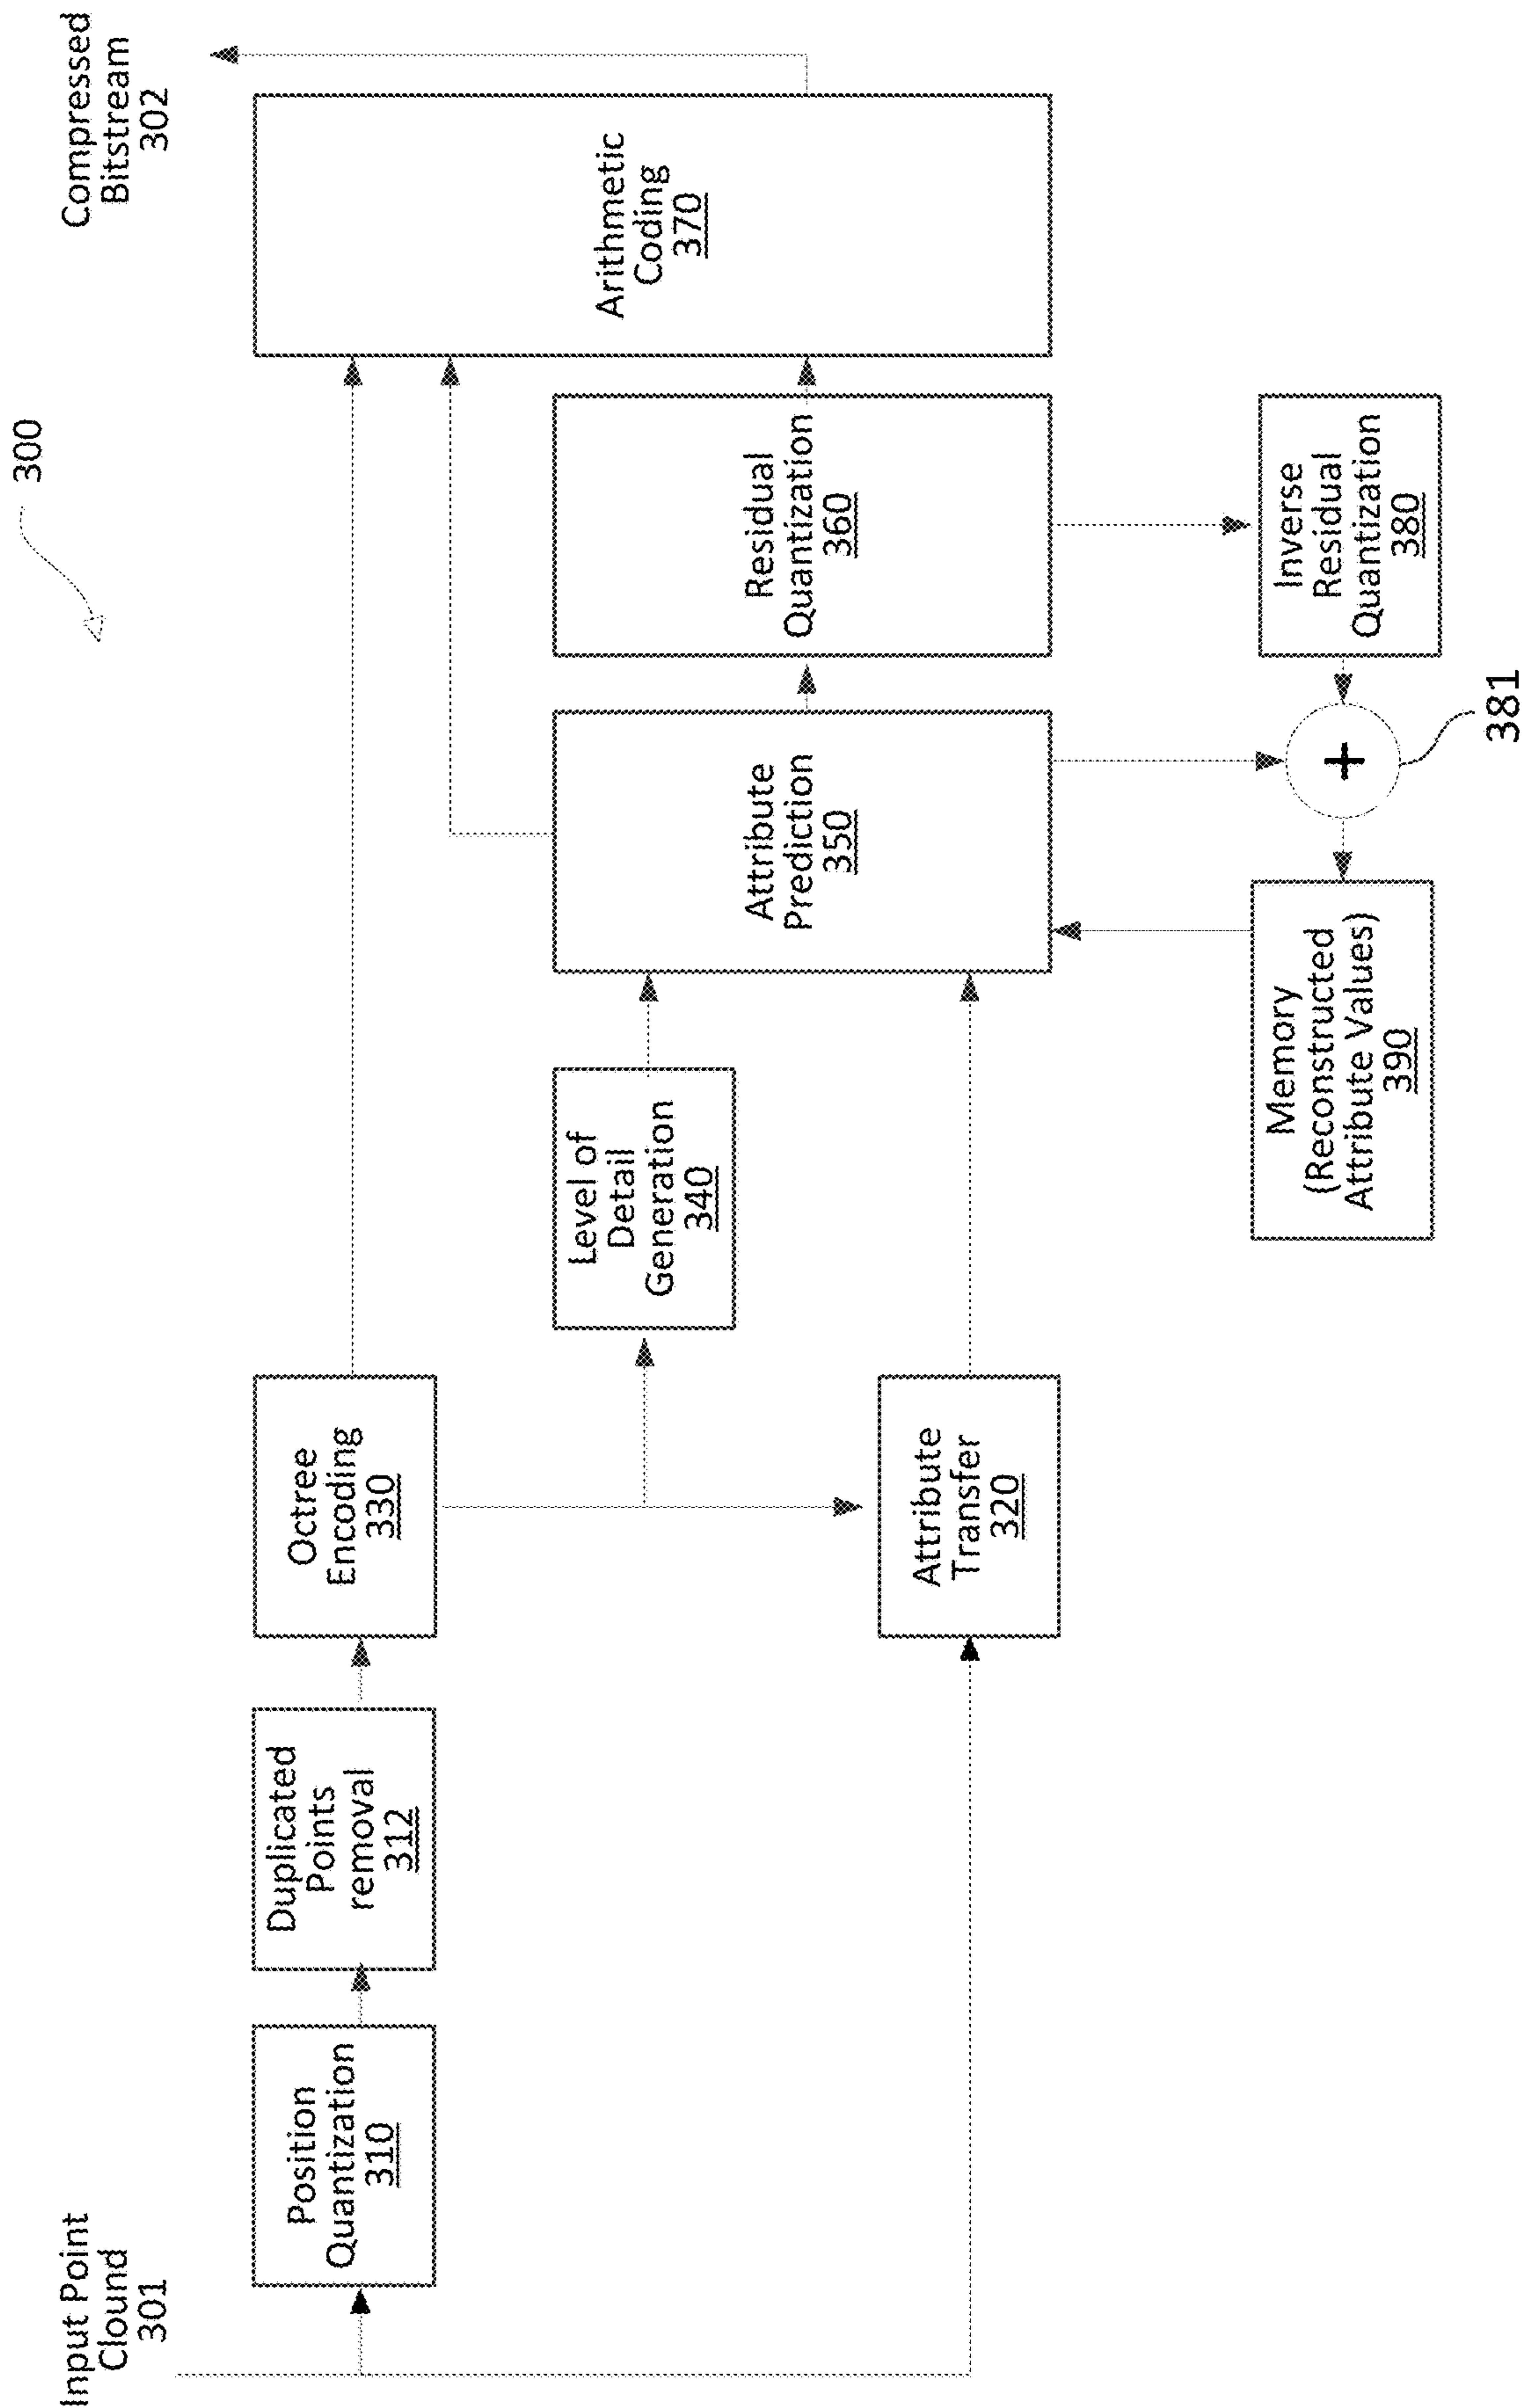 300
Input Point
Clound
301
Compressed
Bitstream
302
Position
Quantization
310
Duplicated
Points
removal
312
Octree
Encoding
330
Arithmetic
Coding
370
Level of
Detail
Generation
340
Attribute
Prediction
350
Residual
Quantization
360
Attribute
Transfer
320
Memory
(Reconstructed
Attribute Values)
390
+
381
Inverse
Residual
Quantization
380